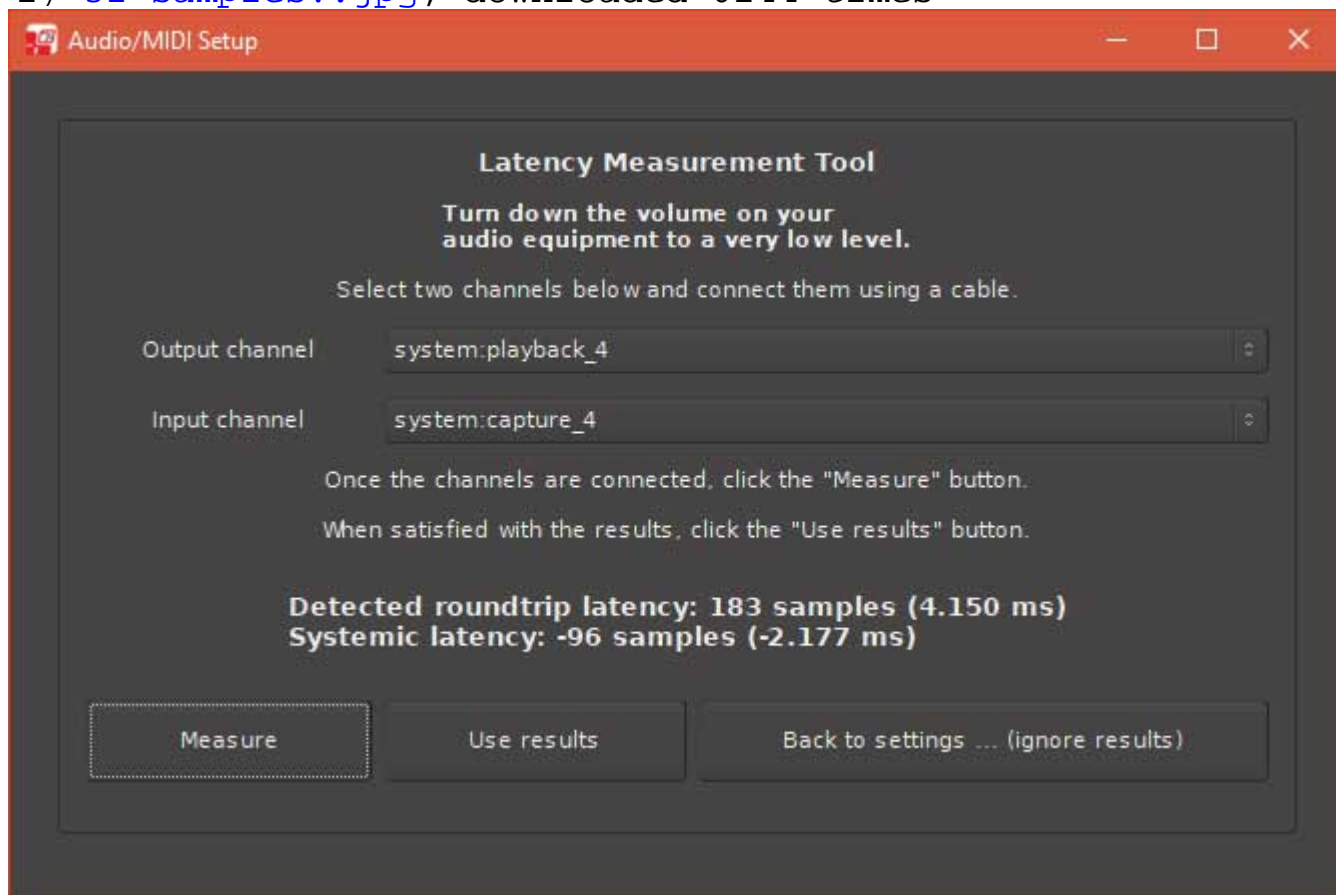 samples..jpg, downloaded times
Audio/MIDI Setup
Latency Measurement Tool
Turn down the volume on your
audio equipment to a very low level.
Select two channels below and connect them using a cable.
Output channel system:playback_4
Input channel system:capture_4
Once the channels are connected, click the "Measure" button.
When satisfied with the results, click the "Use results" button.
Detected roundtrip latency: 183 samples (4.150 ms)
Systemic latency: -96 samples (-2.177 ms)
Measure Use results Back to settings ... (ignore results)